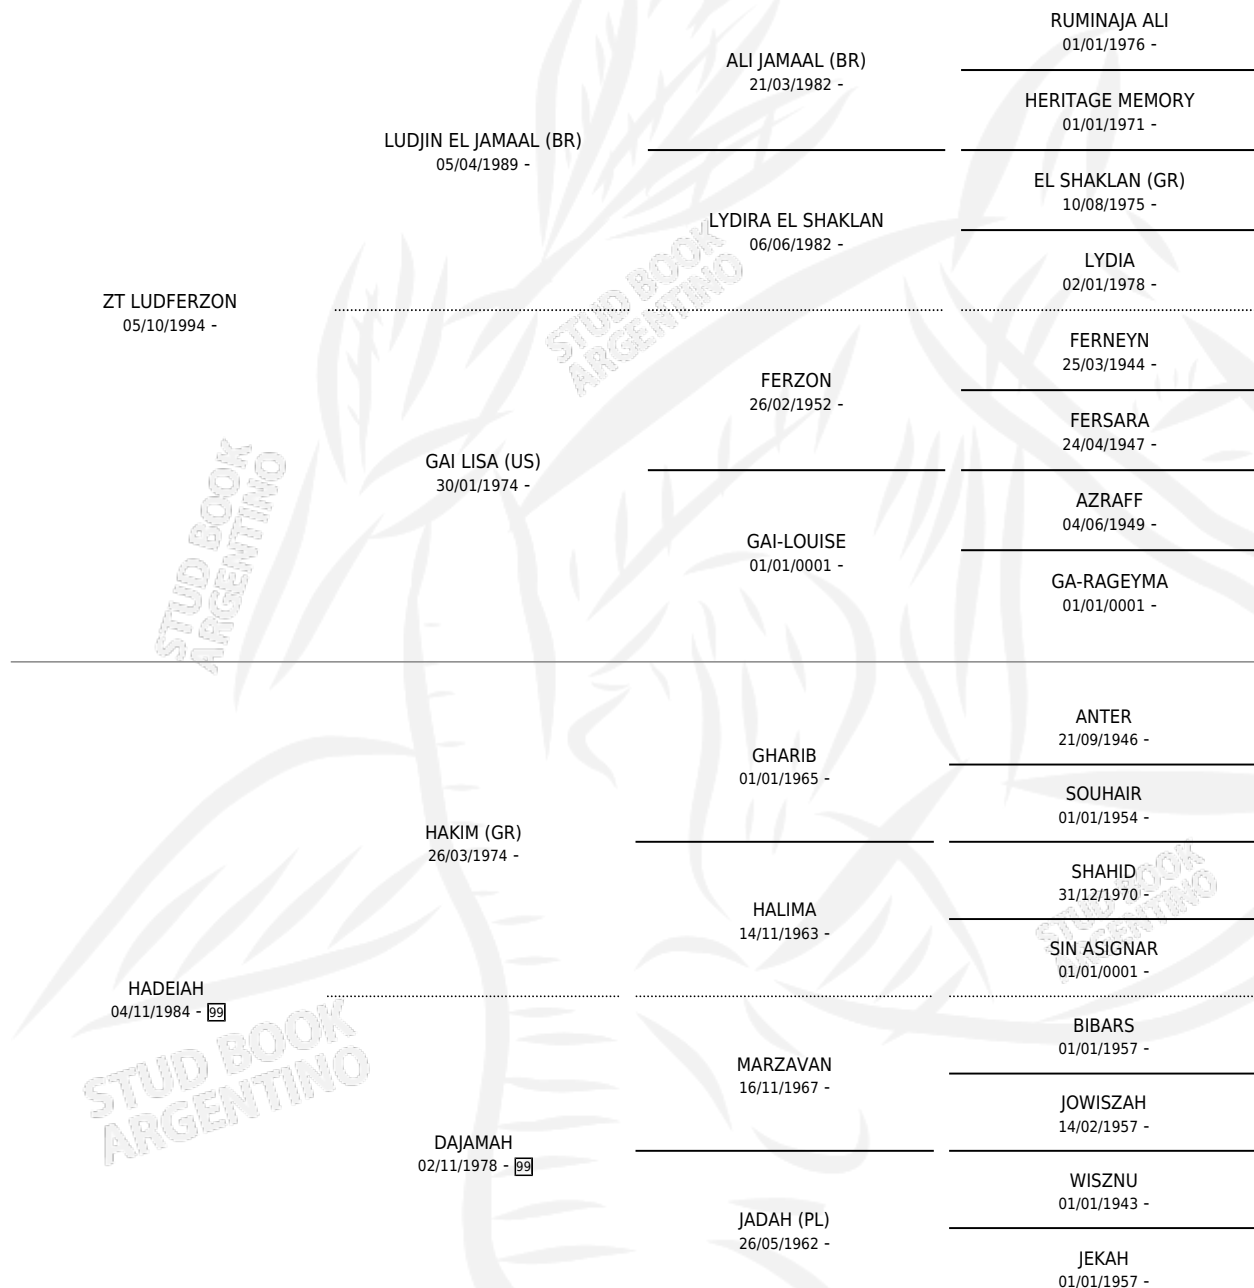 RUMINAJA ALI
01/01/1976 -
ALI JAMAAL (BR)
21/03/1982 -
HERITAGE MEMORY
01/01/1971 -
LUDJIN EL JAMAAL (BR)
05/04/1989 -
EL SHAKLAN (GR)
10/08/1975 -
LYDIRA EL SHAKLAN
06/06/1982 -
LYDIA
02/01/1978 -
ZT LUDFERZON
05/10/1994 -
FERNEYN
25/03/1944 -
FERZON
26/02/1952 -
FERSARA
24/04/1947 -
GAI LISA (US)
30/01/1974 -
AZRAFF
04/06/1949 -
GAI-LOUISE
01/01/0001 -
GA-RAGEYMA
01/01/0001 -
ANTER
21/09/1946 -
GHARIB
01/01/1965 -
SOUHAIR
01/01/1954 -
HAKIM (GR)
26/03/1974 -
SHAHID
31/12/1970 -
HALIMA
14/11/1963 -
SIN ASIGNAR
01/01/0001 -
HADEIAH
04/11/1984 - 99
BIBARS
01/01/1957 -
MARZAVAN
16/11/1967 -
JOWISZAH
14/02/1957 -
DAJAMAH
02/11/1978 - 99
WISZNU
01/01/1943 -
JADAH (PL)
26/05/1962 -
JEKAH
01/01/1957 -
STUD BOOK
ARGENTINO
STUD BOOK
ARGENTINO
STUD BOOK
ARGENTINO
STUD BOOK
ARGENTINO